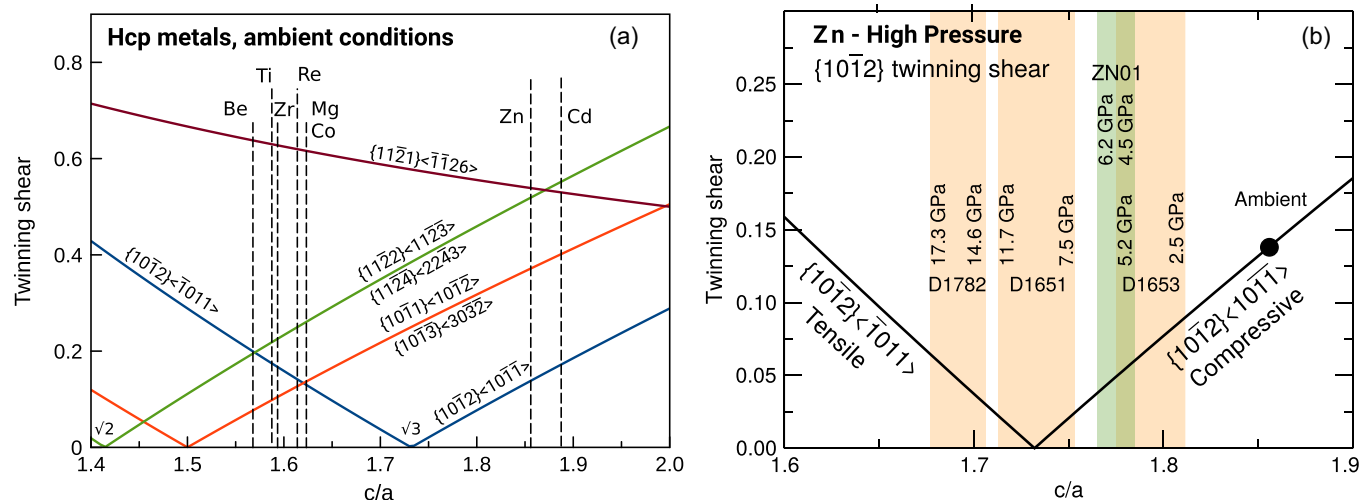 Hcp metals, ambient conditions
(a)
Ti
Re
Be
Zr
Mg
Co
Zn
Cd
{112̄1}<1̄1̄26>
{112̄2}<112̄3̄>
{112̄4}<22̄4̄3>
{101̄2}<1̄011>
{101̄1}<101̄2̄>
{101̄3}<303̄2̄>
{101̄2}<101̄1̄>
√2
√3
0.8
0.6
0.4
0.2
0
1.4
1.5
1.6
1.7
1.8
1.9
2.0
Twinning shear
c/a
Zn - High Pressure
(b)
{101̄2} twinning shear
ZN01
6.2 GPa
4.5 GPa
Ambient
17.3 GPa
14.6 GPa
11.7 GPa
7.5 GPa
5.2 GPa
2.5 GPa
D1782
D1651
D1653
{101̄2}<1̄011>
Tensile
{101̄2}<101̄1̄>
Compressive
0.25
0.20
0.15
0.10
0.05
0.00
1.6
1.7
1.8
1.9
Twinning shear
c/a